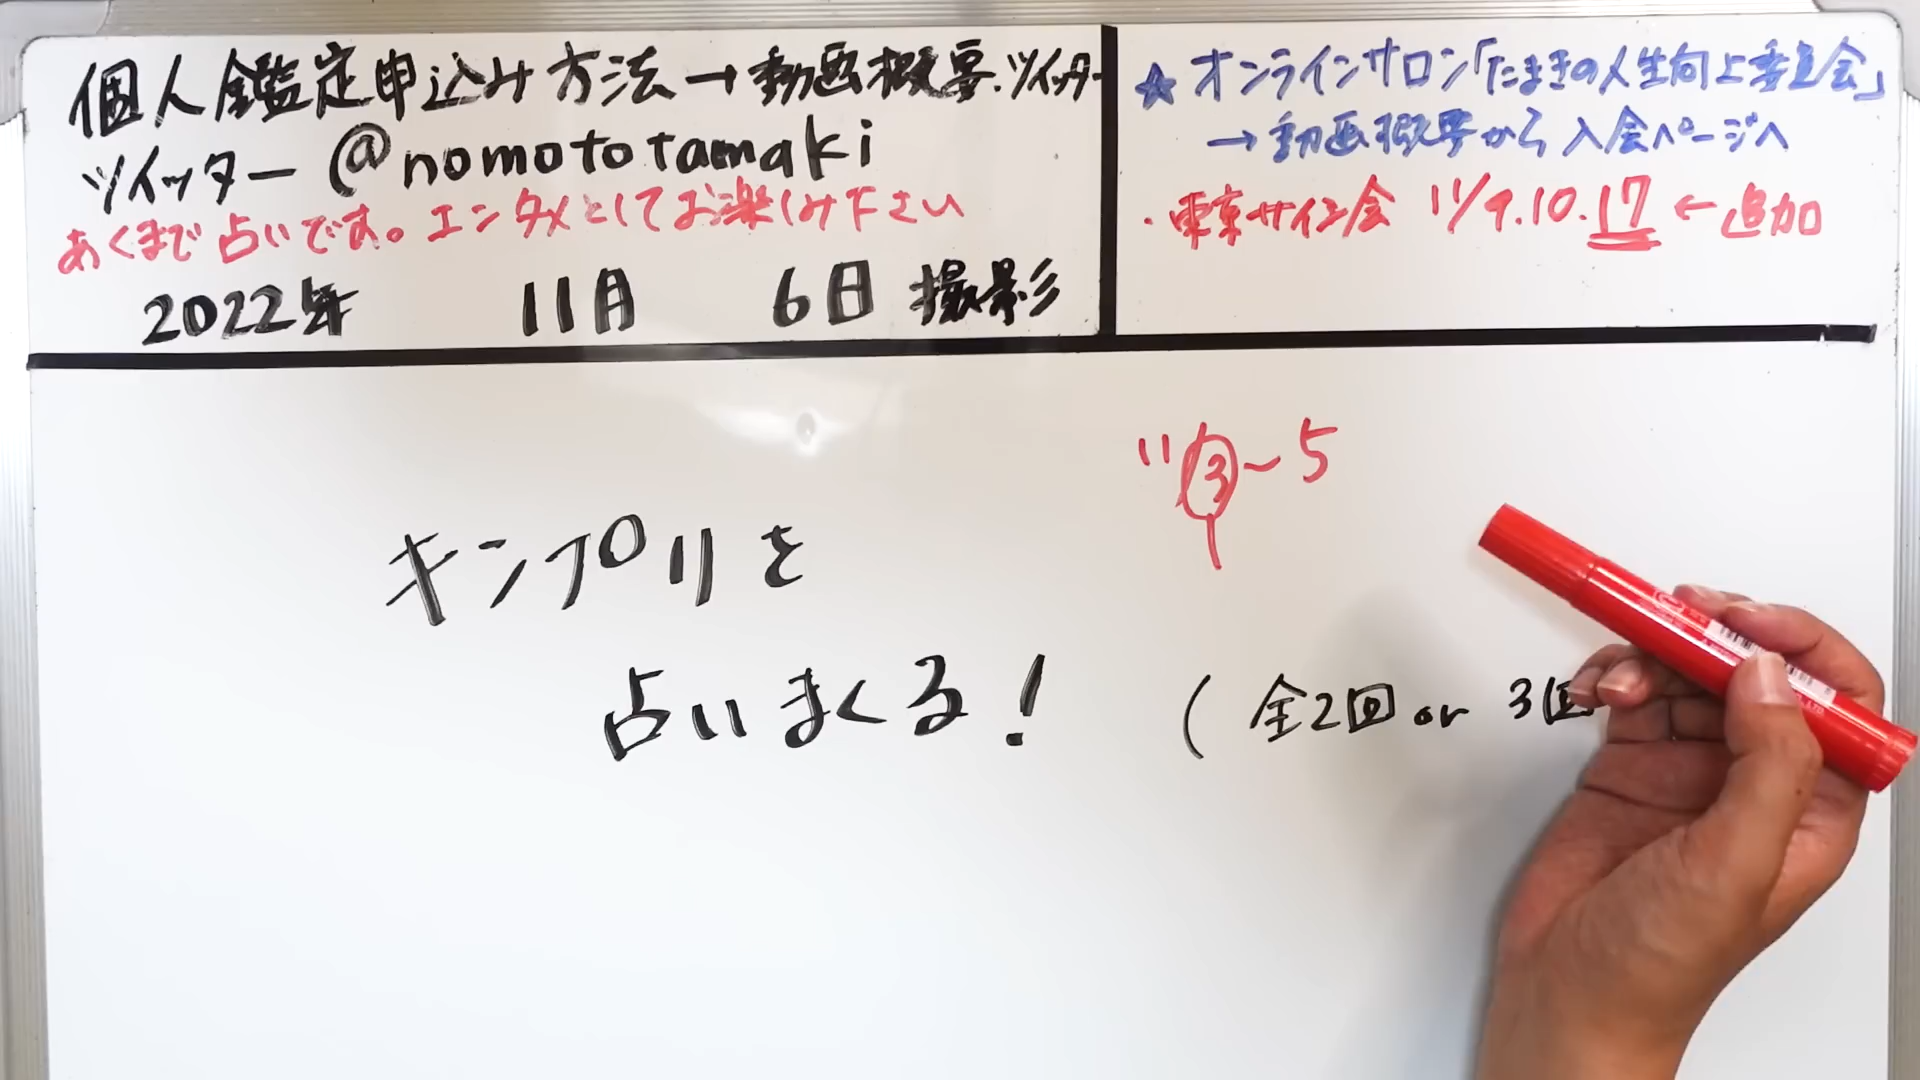 個人鑑定申込み方法→動画概要.ツイッター
ツイッター @nomototamaki
あくまで占いです。エンタメとしてお楽しみ下さい
2022年 11月 6日 撮影
☆ オンラインサロン「たまきの人生向上委員会」
→動画概要から入会ページへ
・東京サイン会 11/9.10.17 ← 追加
11/3~5
キンプリを
占いまくる!
(全2回 or 3回